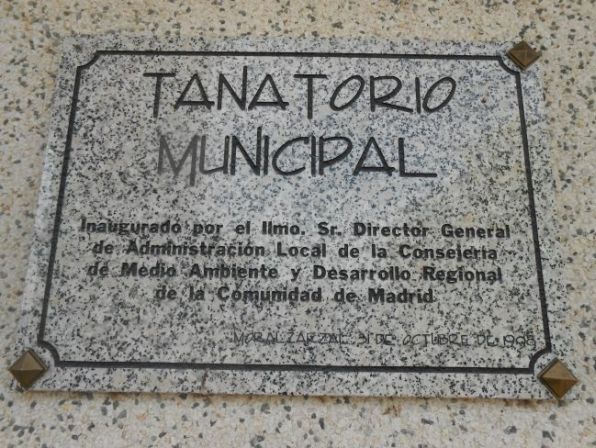 TANATORIO
MUNICIPAL
Inaugurado por el Ilmo. Sr. Director General
de Administración Local de la Consejería
de Medio Ambiente y Desarrollo Regional
de la Comunidad de Madrid
MORALZARZAL 31 DE OCTUBRE DE 1998